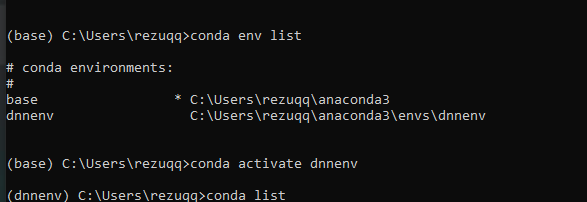 (base) C:\Users\rezuqq>conda env list
# conda environments:
#
base                  *  C:\Users\rezuqq\anaconda3
dnnenv                   C:\Users\rezuqq\anaconda3\envs\dnnenv
(base) C:\Users\rezuqq>conda activate dnnenv
(dnnenv) C:\Users\rezuqq>conda list